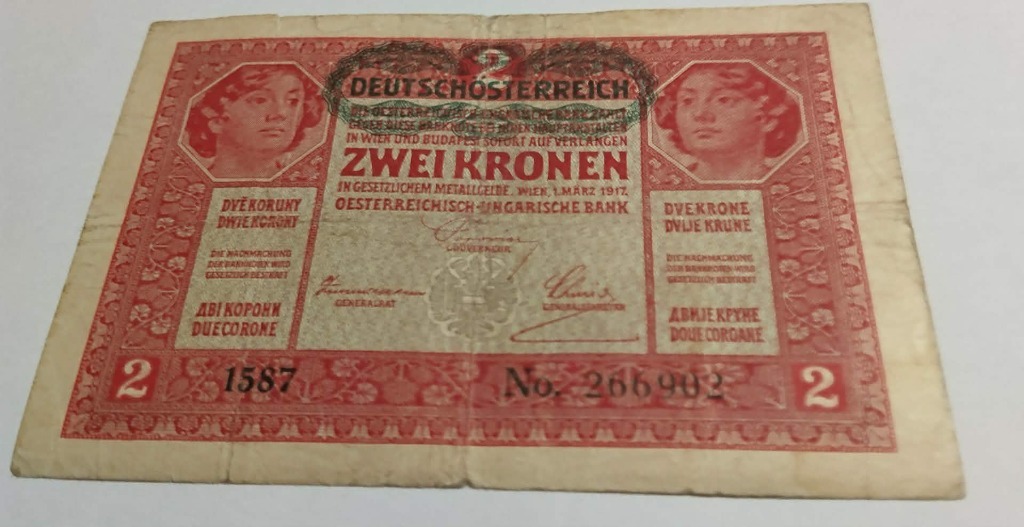 2
DEUTSCHÖSTERREICH
IN WIEN UND BUDAPEST SOFORT AUF VERLANGEN
ZWEI KRONEN
IN GESETZLICHEM METALLGELDE. WIEN, 1. MÄRZ 1917.
OESTERREICHISCH-UNGARISCHE BANK
DVĚ KORUNY
DWIE KORONY
DIE NACHMACHUNG
DER BANKNOTEN WIRD
GESETZLICH BESTRAFT
ДВІ КОРОНИ
DUE CORONE
GOUVERNEUR
GENERALRAT
GENERALSEKRETÄR
DVE KRONE
DVIJE KRUNE
DIE NACHMACHUNG
DER BANKNOTEN WIRD
GESETZLICH BESTRAFT
ДВИЈЕ КРУНЕ
DOUE COROANE
2
1587
No. 266902
2